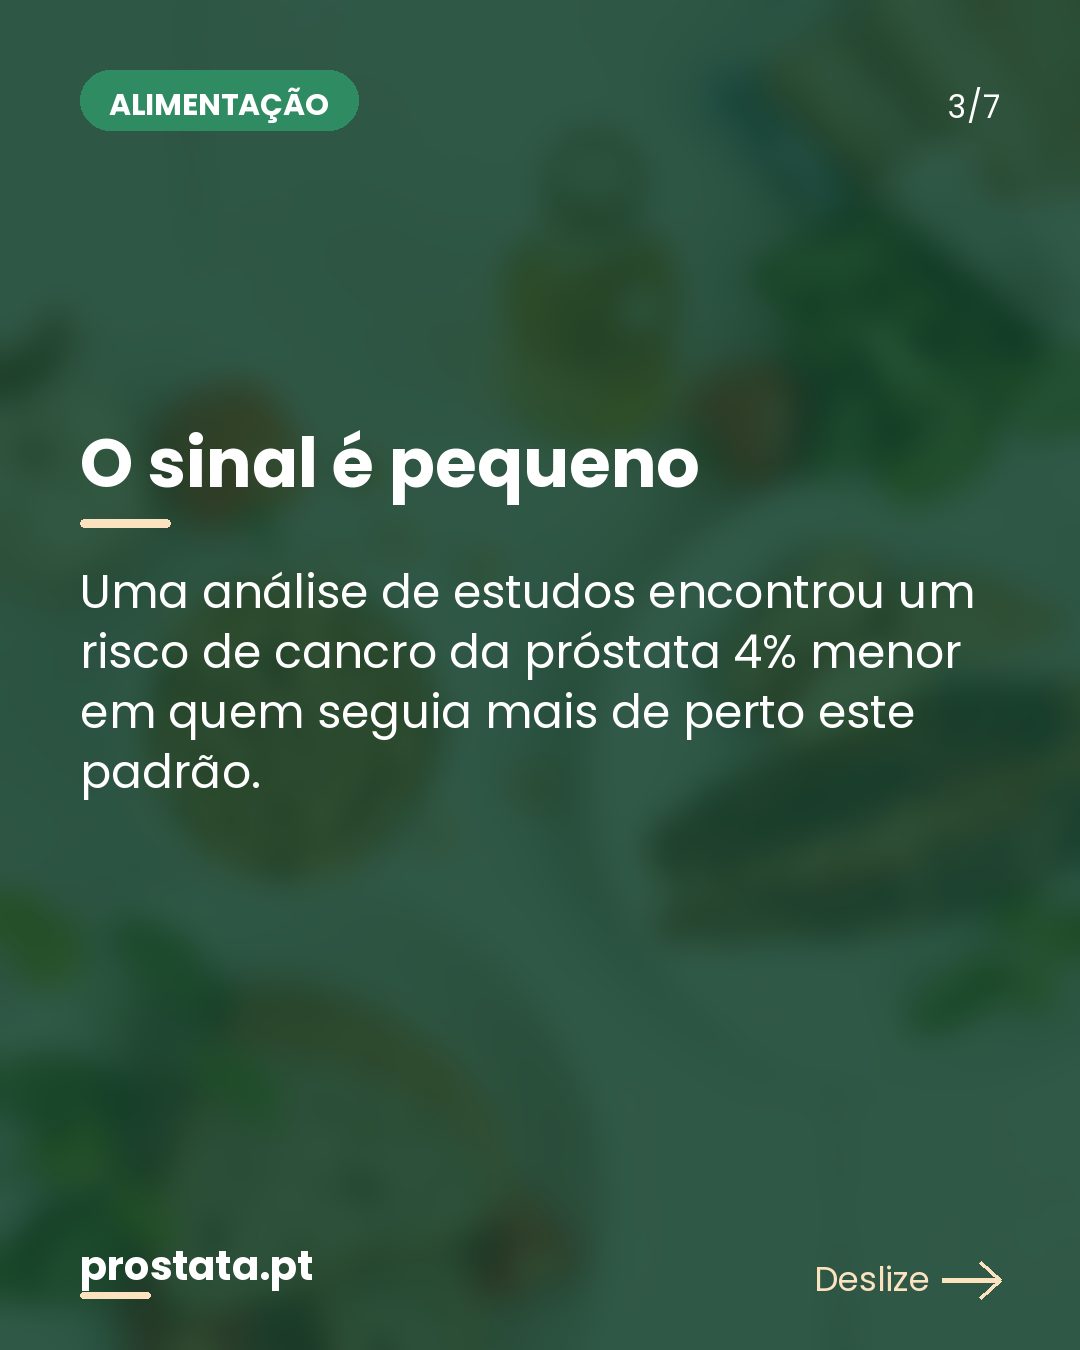 ALIMENTAÇÃO
3/7
O sinal é pequeno
Uma análise de estudos encontrou um
risco de cancro da próstata 4% menor
em quem seguia mais de perto este
padrão.
prostata.pt
Deslize